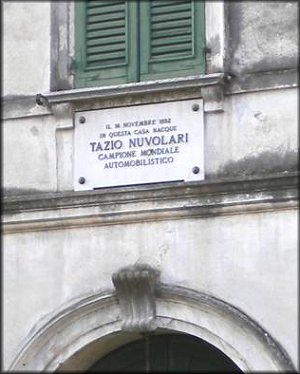 IL 16 NOVEMBRE 1892
IN QUESTA CASA NACQUE
TAZIO NUVOLARI
CAMPIONE MONDIALE
AUTOMOBILISTICO